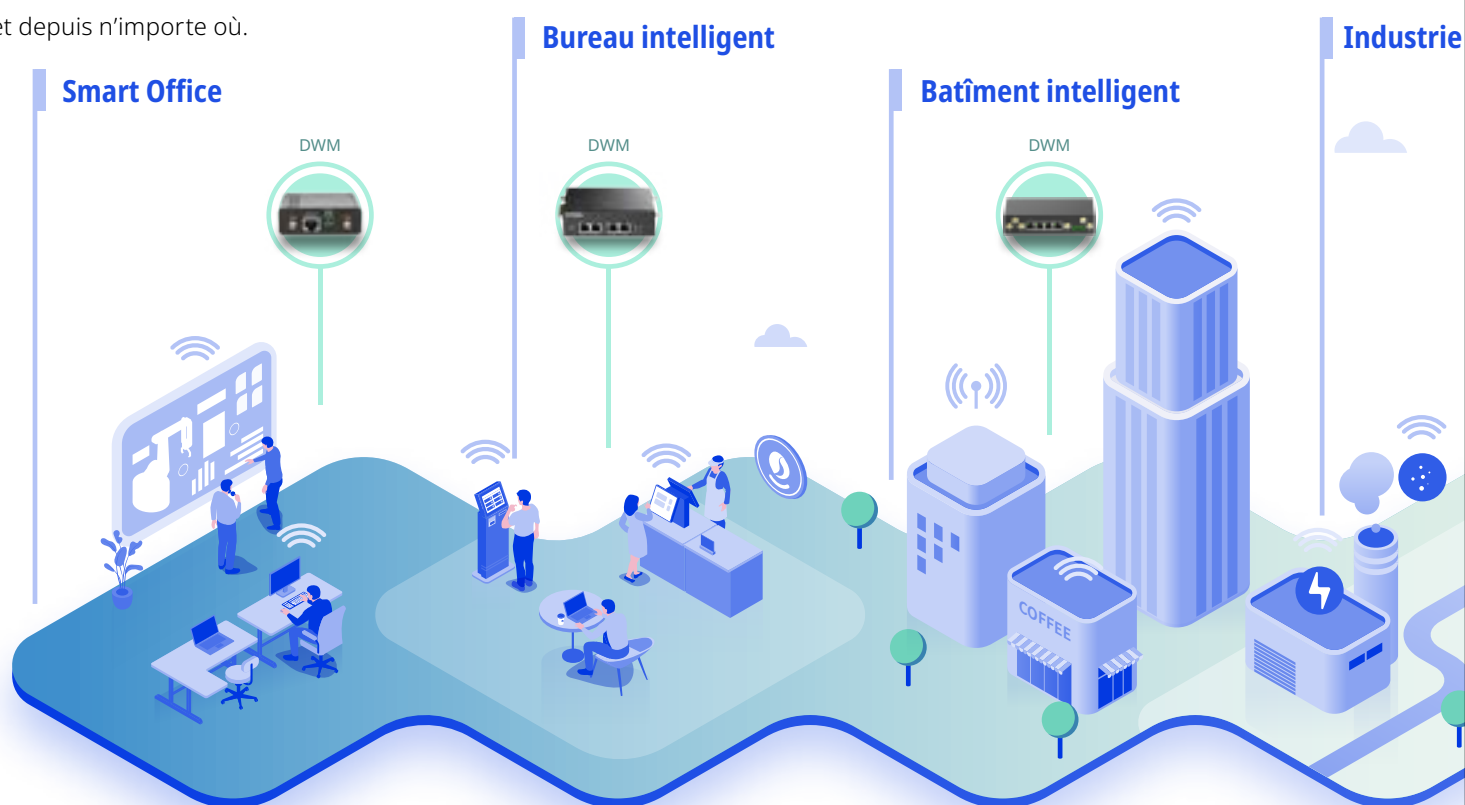 et depuis n’importe où.
Bureau intelligent
Industrie
Smart Office
Batîment intelligent
DWM
DWM
DWM
COFFEE